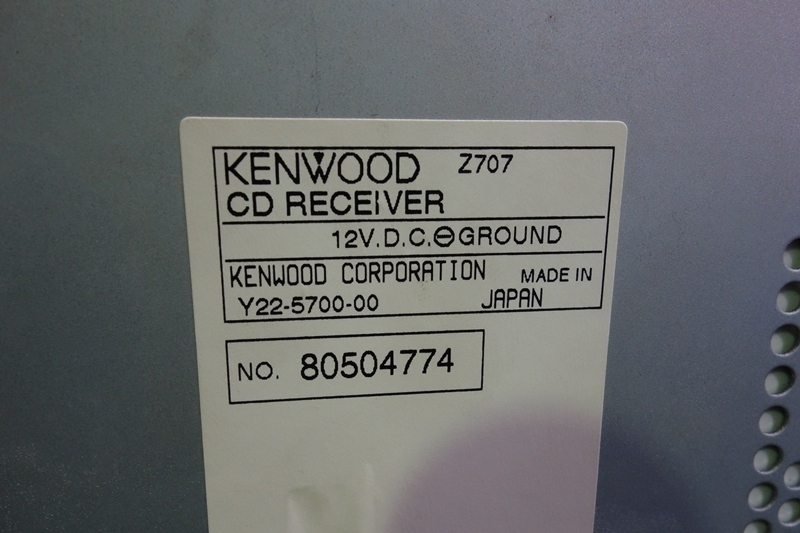 KENWOOD Z707
CD RECEIVER
12V.D.C.⊖GROUND
KENWOOD CORPORATION MADE IN
Y22-5700-00 JAPAN
NO. 80504774